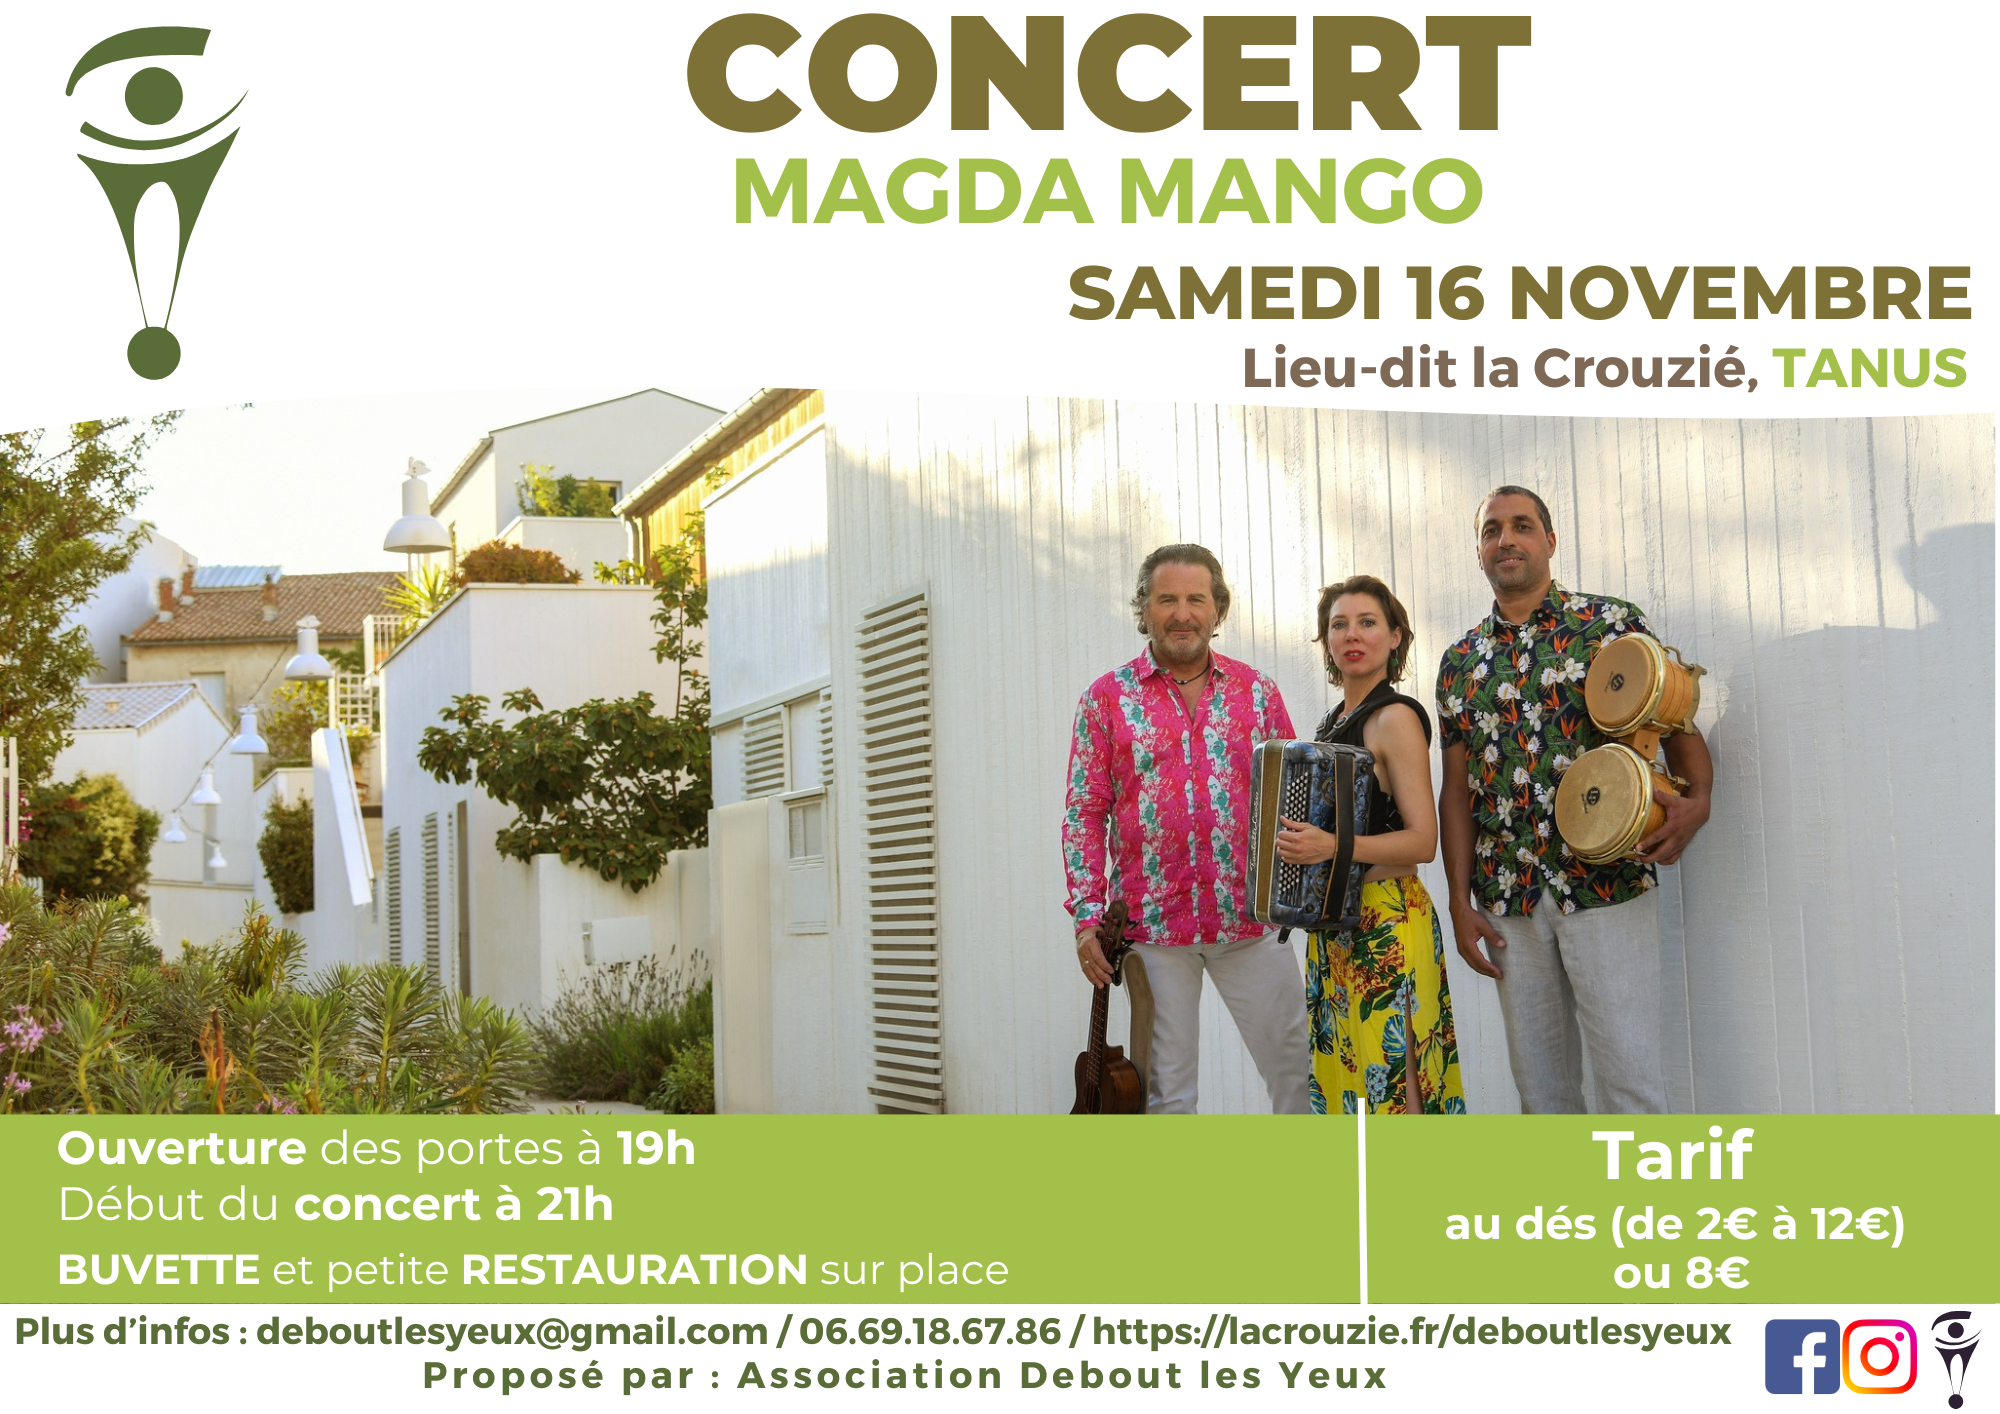 CONCERT
MAGDA MANGO
SAMEDI 16 NOVEMBRE
Lieu-dit la Crouzié, TANUS
Ouverture des portes à 19h
Début du concert à 21h
BUVETTE et petite RESTAURATION sur place
Tarif
au dés (de 2€ à 12€)
ou 8€
Plus d’infos : deboutlesyeux@gmail.com / 06.69.18.67.86 / https://lacrouzie.fr/deboutlesyeux
Proposé par : Association Debout les Yeux